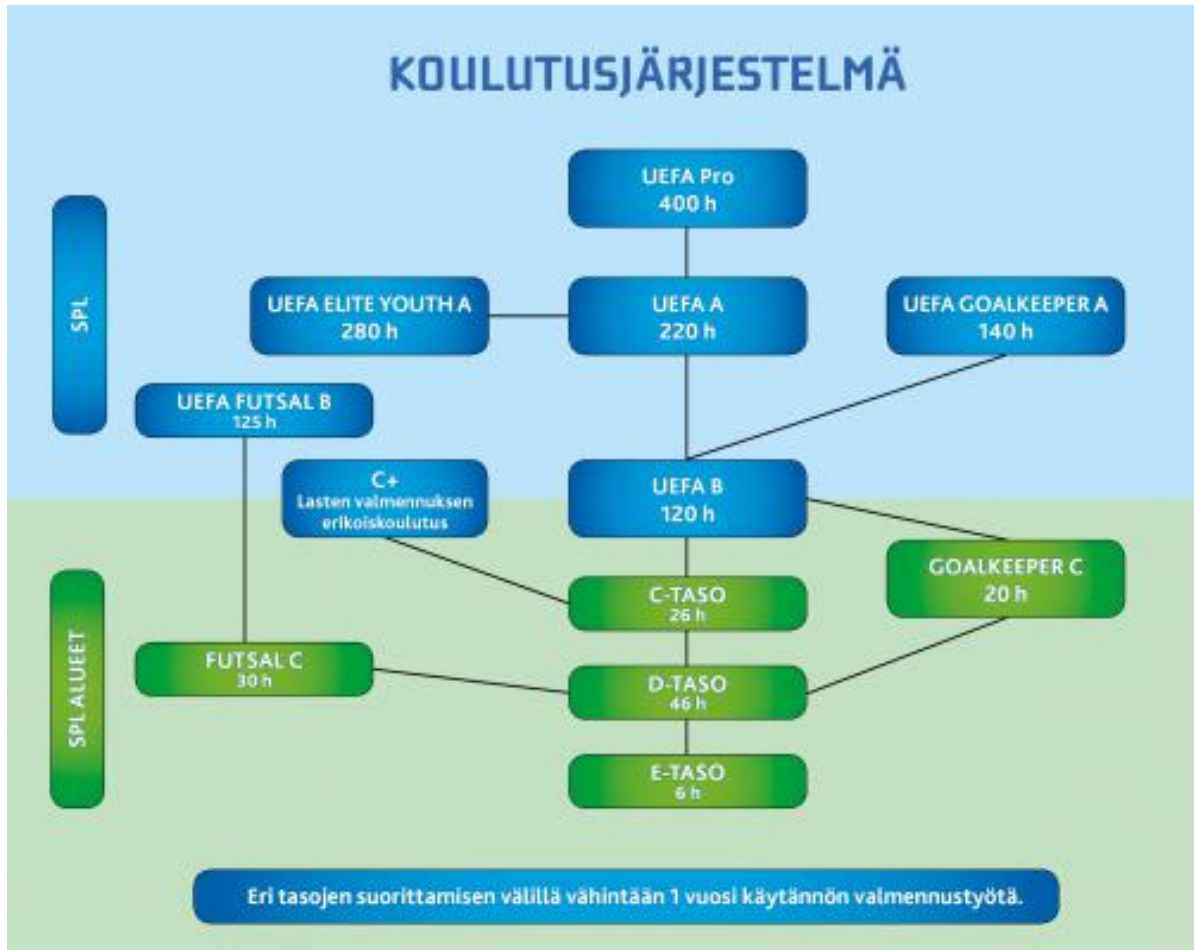 KOULUTUSJÄRJESTELMÄ
UEFA Pro
400 h
SPL
UEFA ELITE YOUTH A
280 h
UEFA A
220 h
UEFA GOALKEEPER A
140 h
UEFA FUTSAL B
125 h
C+
Lasten valmennuksen
erikoiskoulutus
UEFA B
120 h
GOALKEEPER C
20 h
SPL ALUEET
C-TASO
26 h
FUTSAL C
30 h
D-TASO
46 h
E-TASO
6 h
Eri tasojen suorittamisen välillä vähintään 1 vuosi käytännön valmennustyötä.